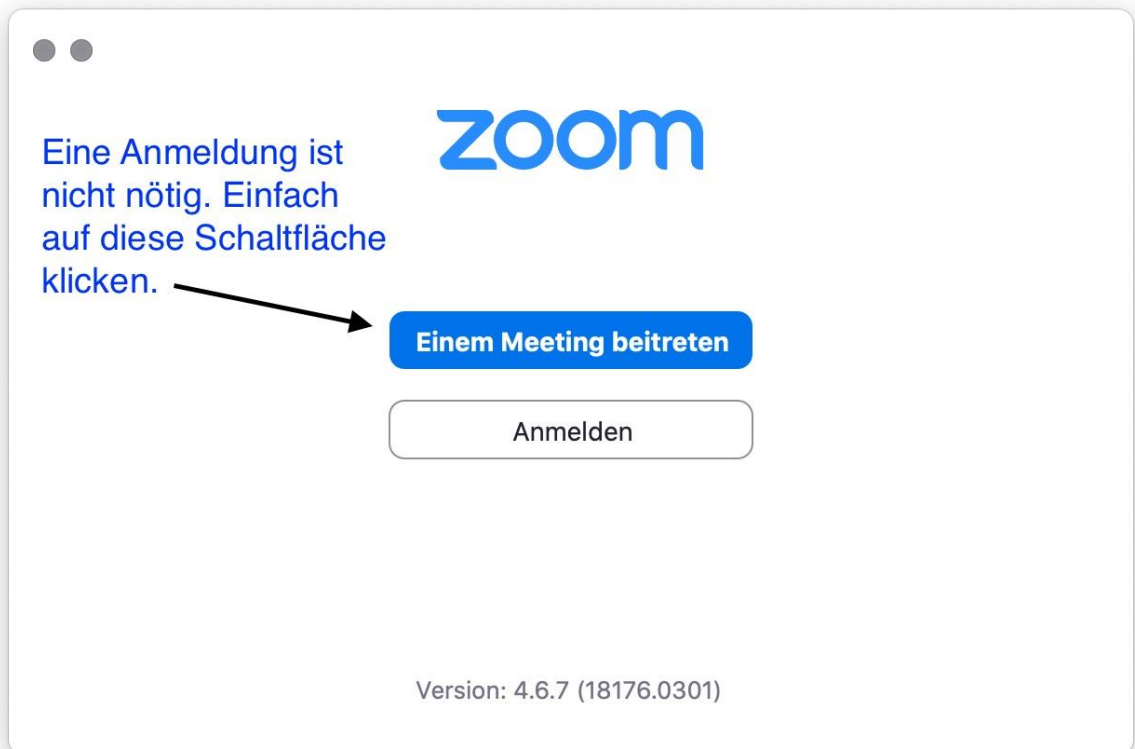 zoom
Eine Anmeldung ist
nicht nötig. Einfach
auf diese Schaltfläche
klicken.
Einem Meeting beitreten
Anmelden
Version: 4.6.7 (18176.0301)